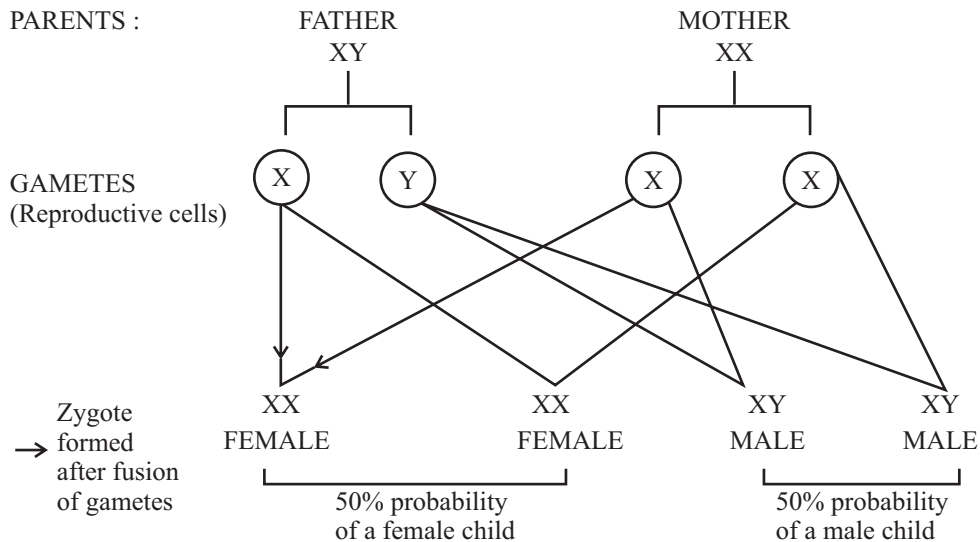 PARENTS :
FATHER
MOTHER
XY
XX
GAMETES
(Reproductive cells)
X
Y
X
X
XX
XX
XY
XY
FEMALE
FEMALE
MALE
MALE
Zygote
formed
after fusion
of gametes
50% probability
of a female child
50% probability
of a male child